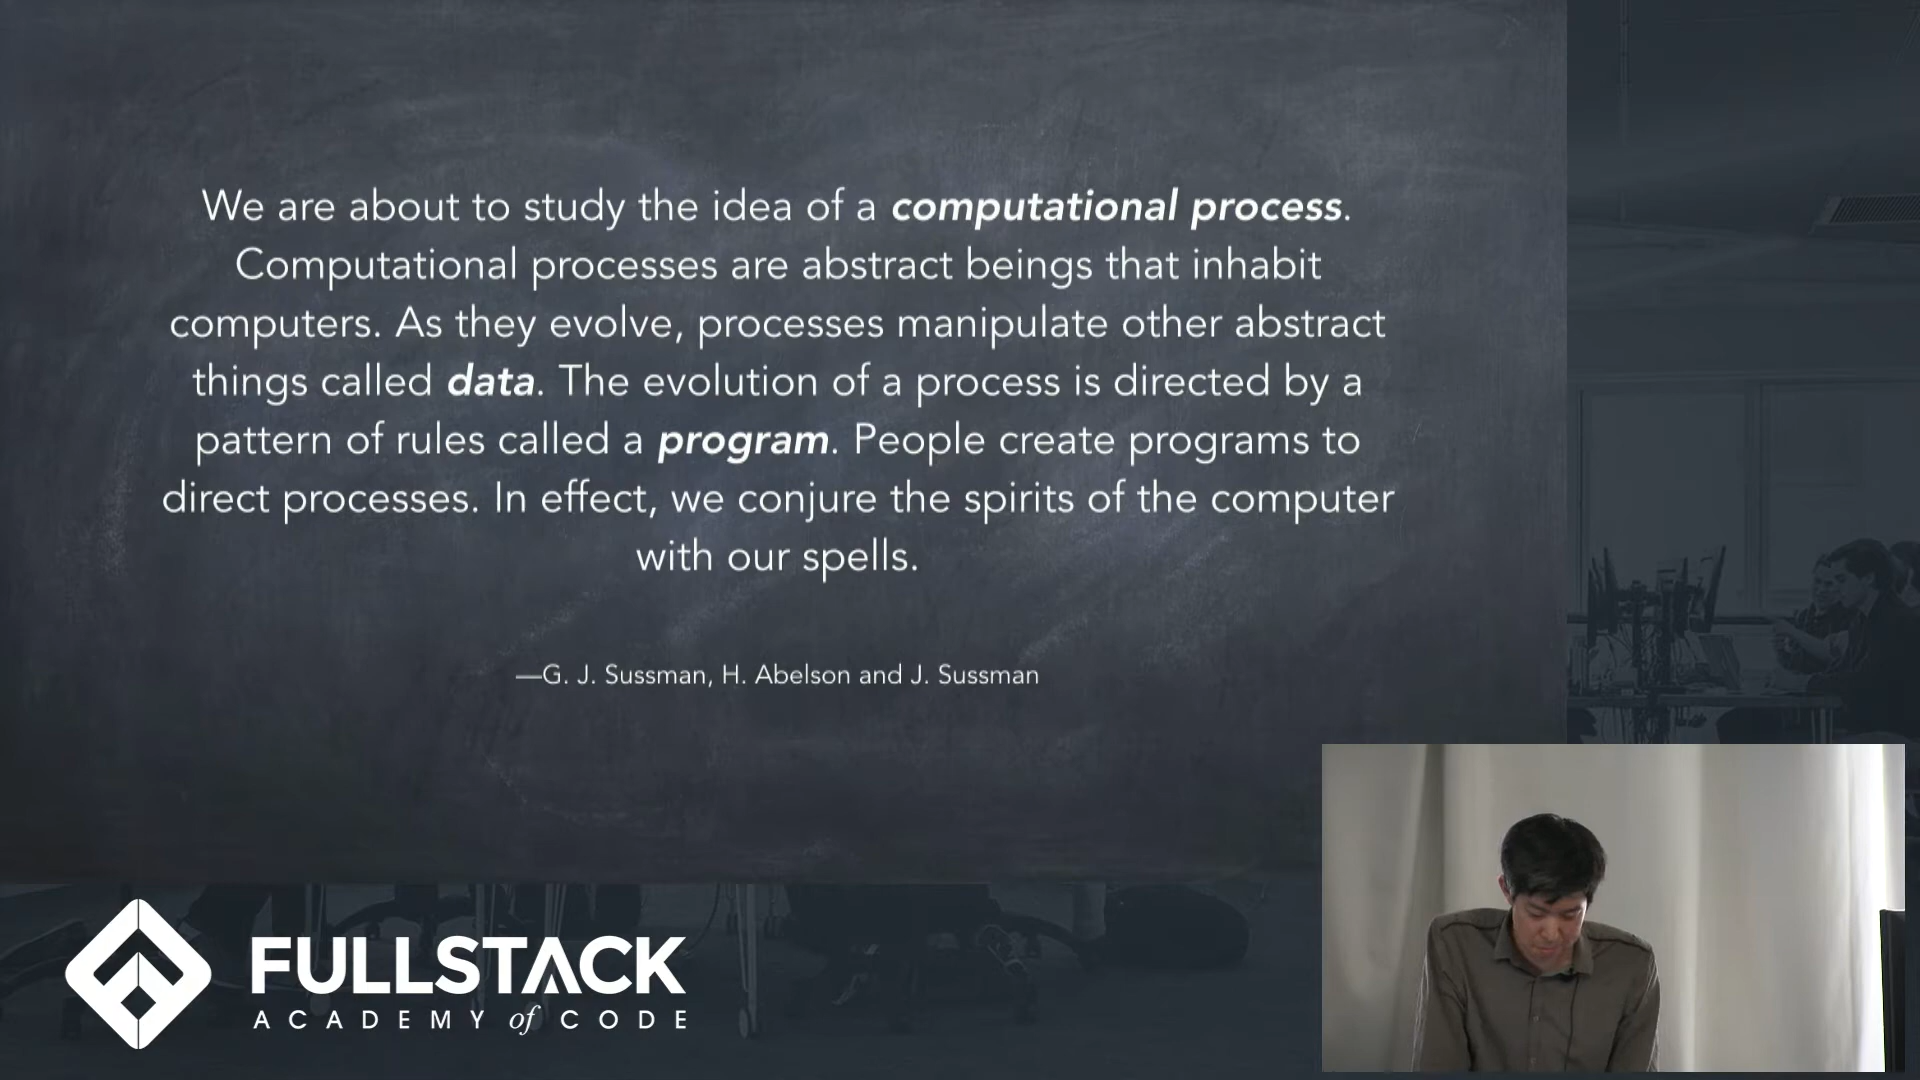 We are about to study the idea of a computational process.
Computational processes are abstract beings that inhabit
computers. As they evolve, processes manipulate other abstract
things called data. The evolution of a process is directed by a
pattern of rules called a program. People create programs to
direct processes. In effect, we conjure the spirits of the computer
with our spells.
—G. J. Sussman, H. Abelson and J. Sussman
FULLSTACK
ACADEMY of CODE